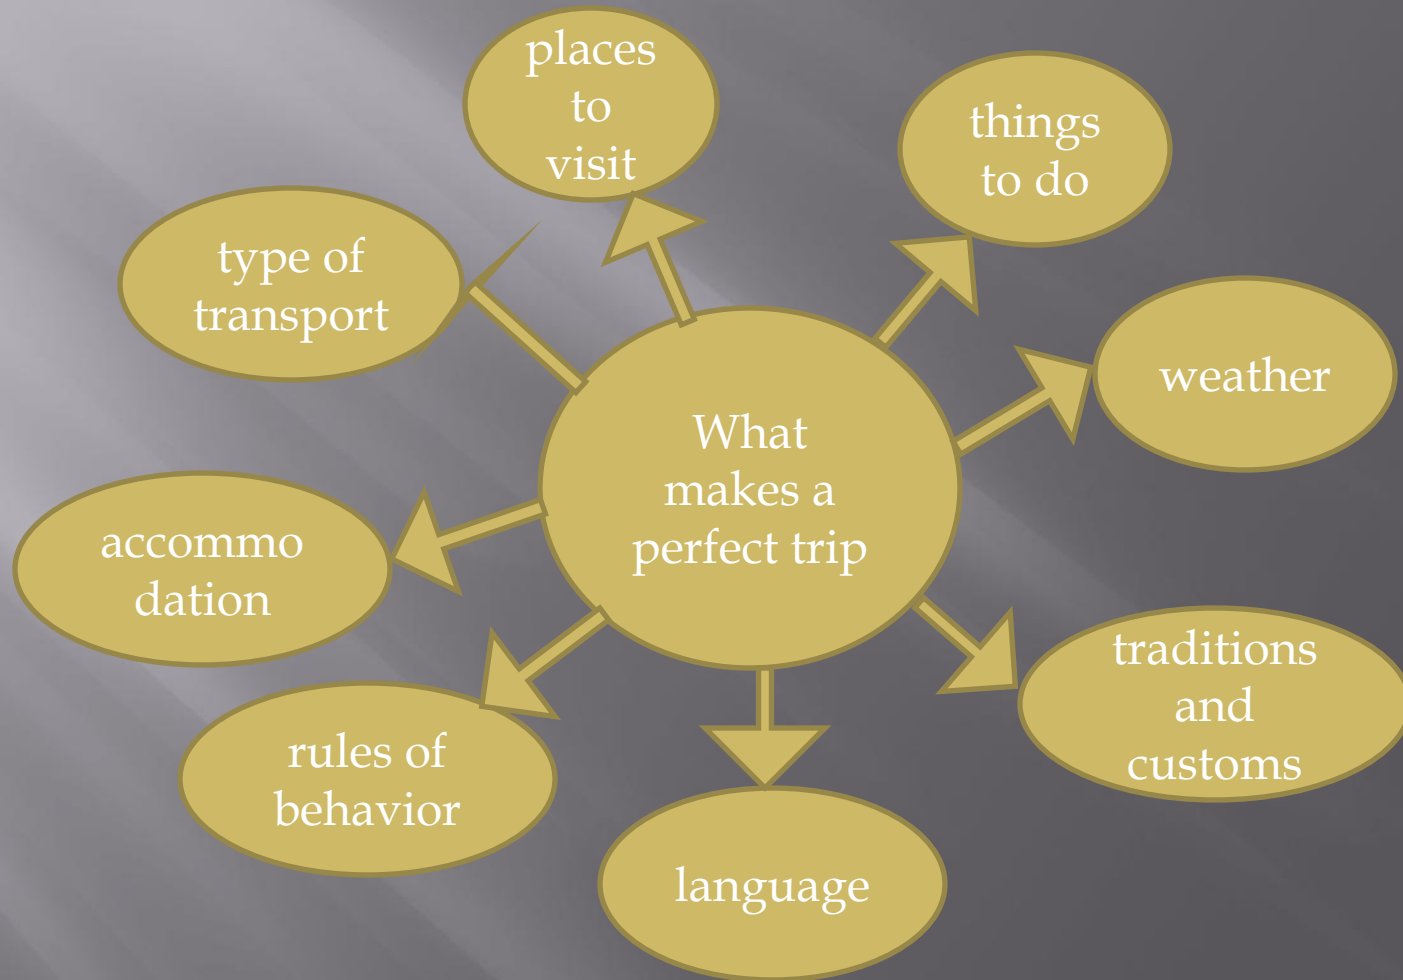 places
to
visit
things
to do
type of
transport
weather
What
makes a
perfect trip
accommo
dation
traditions
and
customs
rules of
behavior
language